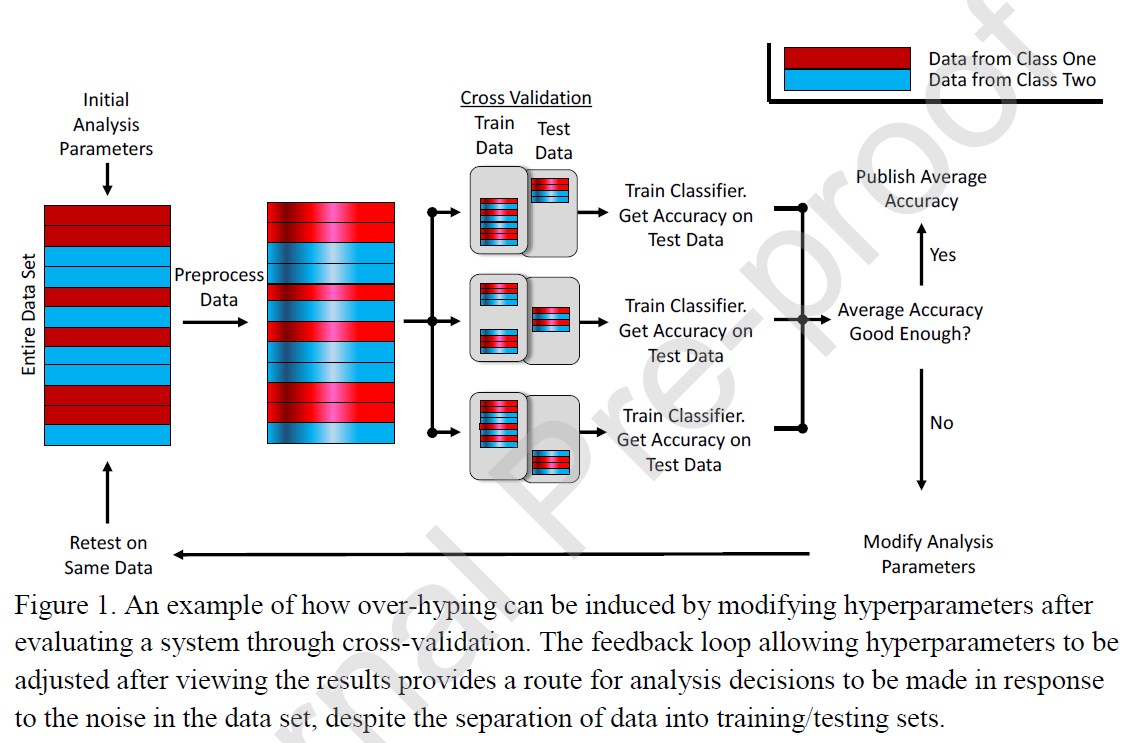 Data from Class One
Data from Class Two
Initial
Analysis
Parameters
Entire Data Set
Preprocess
Data
Cross Validation
Train
Data
Test
Data
Train Classifier.
Get Accuracy on
Test Data
Train Classifier.
Get Accuracy on
Test Data
Train Classifier.
Get Accuracy on
Test Data
Publish Average
Accuracy
Yes
Average Accuracy
Good Enough?
No
Modify Analysis
Parameters
Retest on
Same Data
Figure 1. An example of how over-hyping can be induced by modifying hyperparameters after
evaluating a system through cross-validation. The feedback loop allowing hyperparameters to be
adjusted after viewing the results provides a route for analysis decisions to be made in response
to the noise in the data set, despite the separation of data into training/testing sets.
rnal Pre-proof